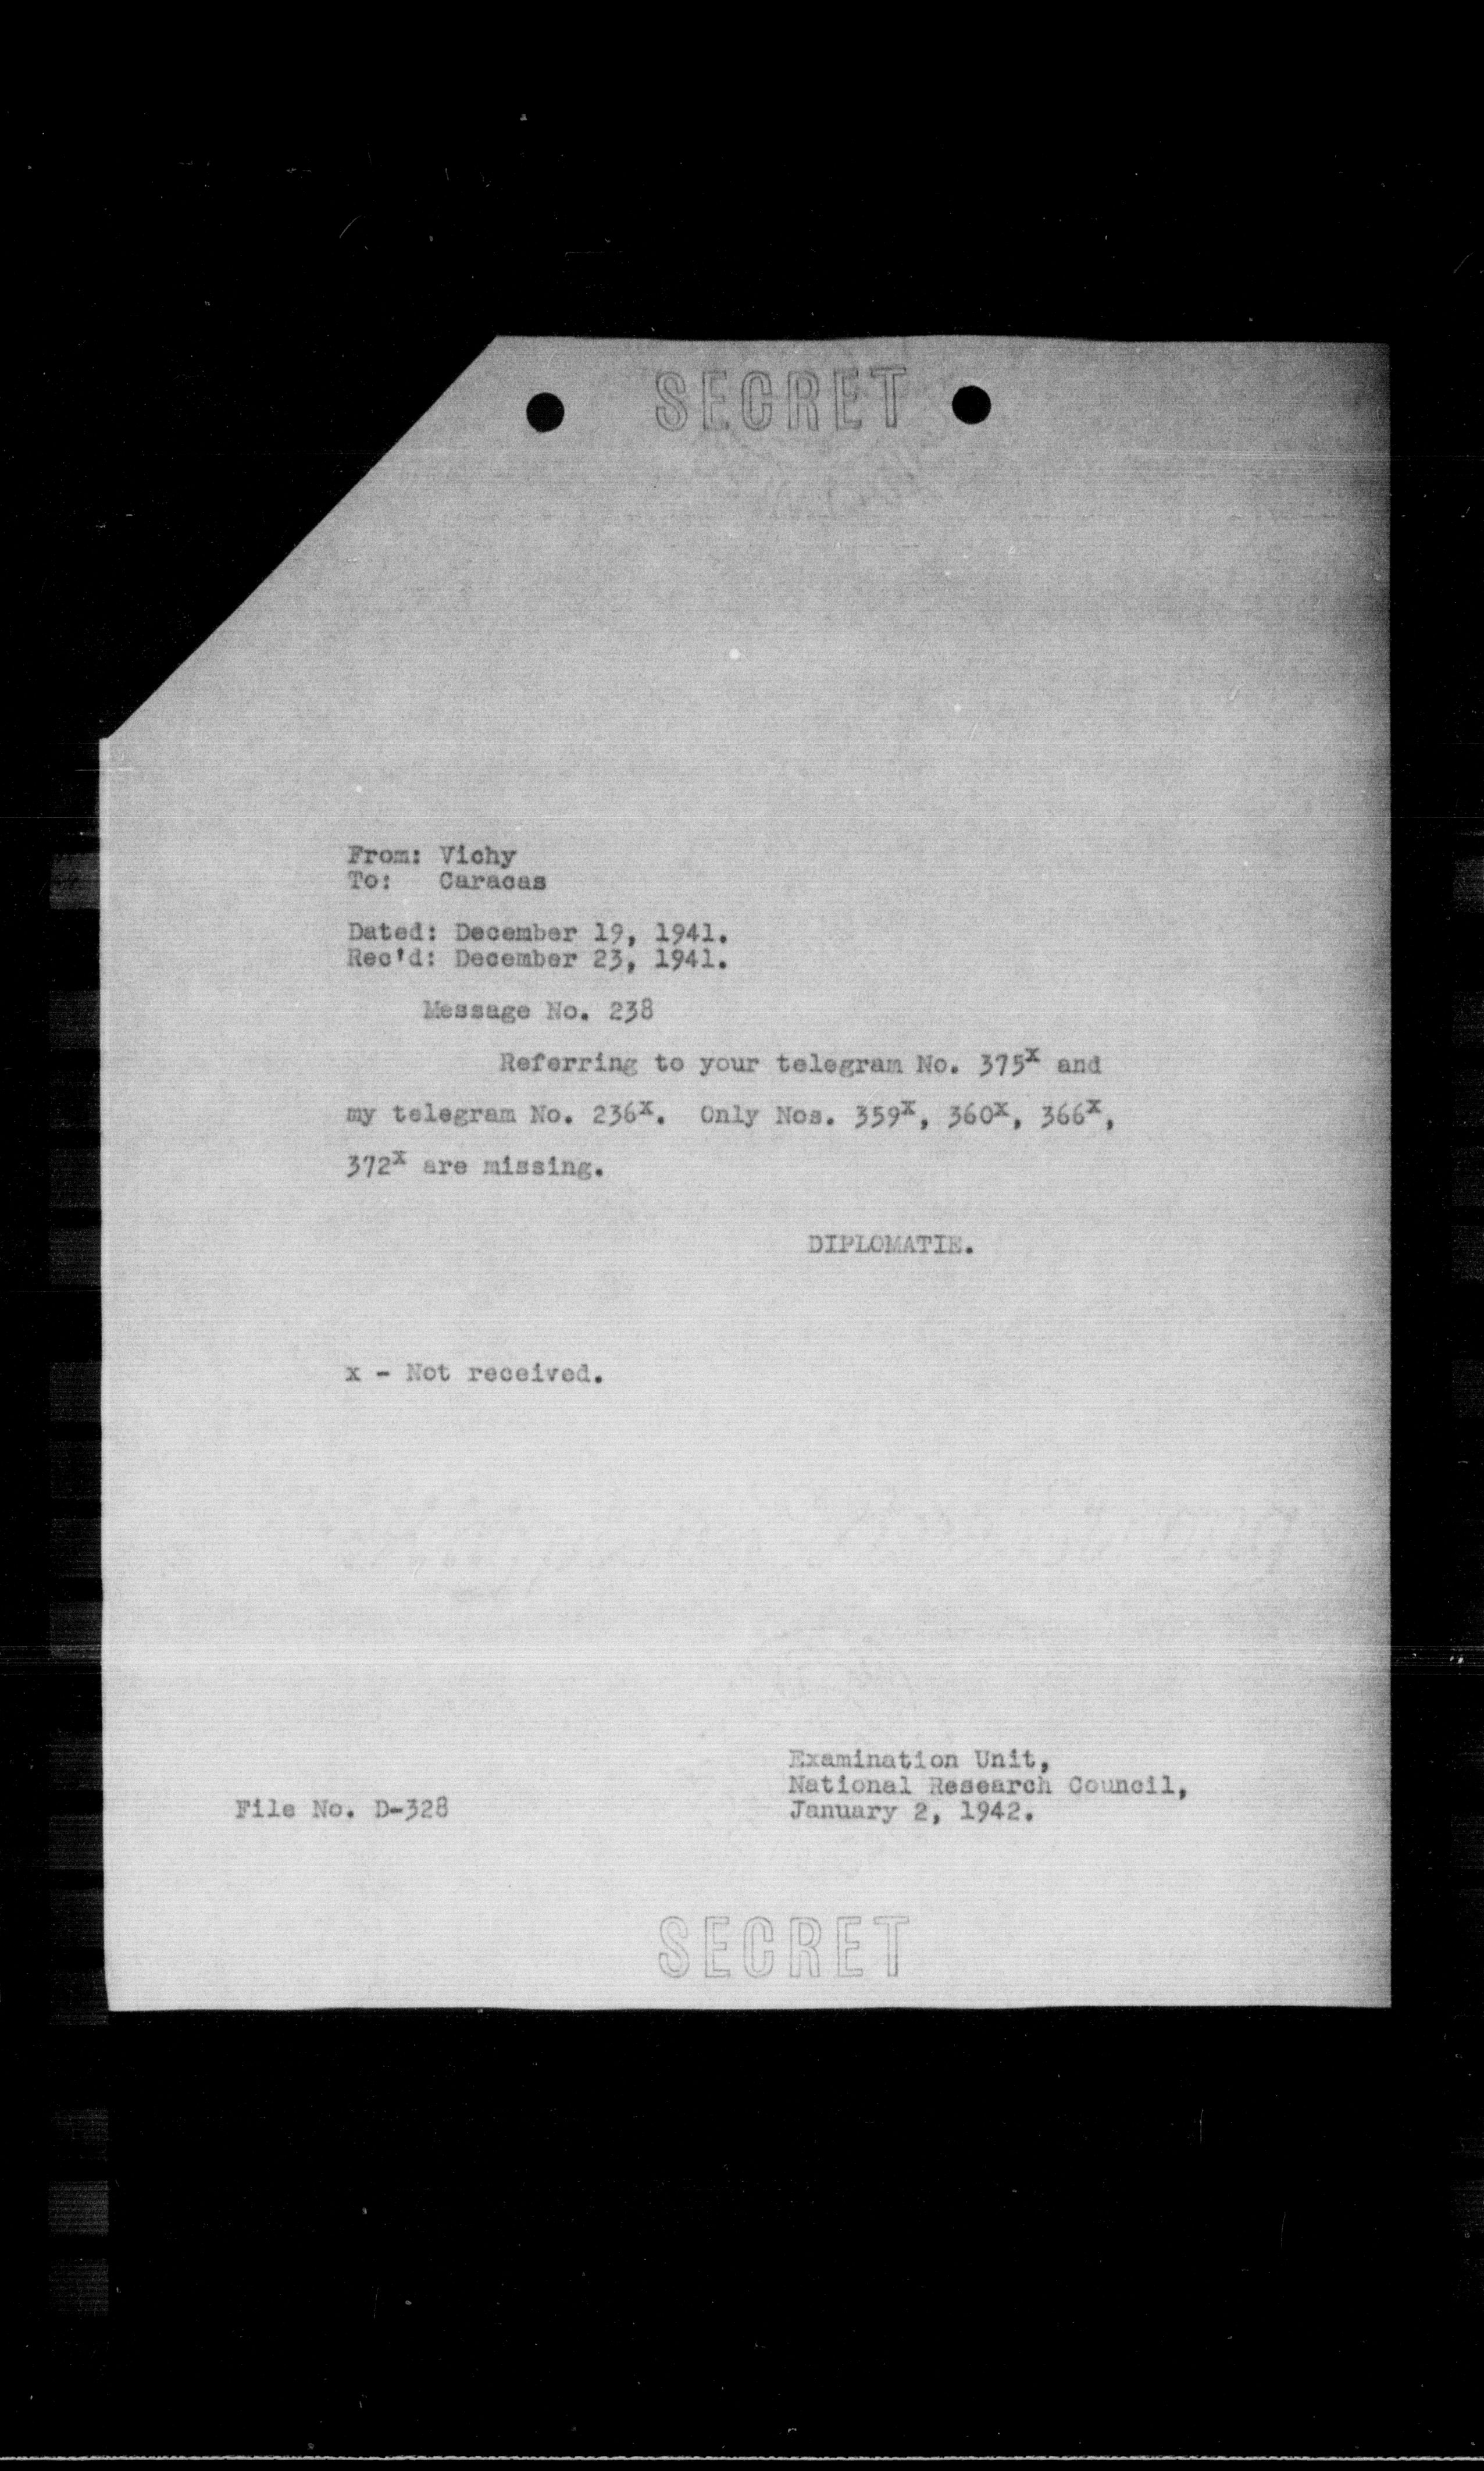 SECRET
From: Vichy
To: Caracas
Dated: December 19, 1941.
Rec'd: December 23, 1941.
Message No. 238
Referring to your telegram No. 375x and
my telegram No. 236x. Only Nos. 359x, 360x, 366x,
372x are missing.
DIPLOMATIE.
x - Not received.
Examination Unit,
National Research Council,
File No. D-328 January 2, 1942.
SECRET